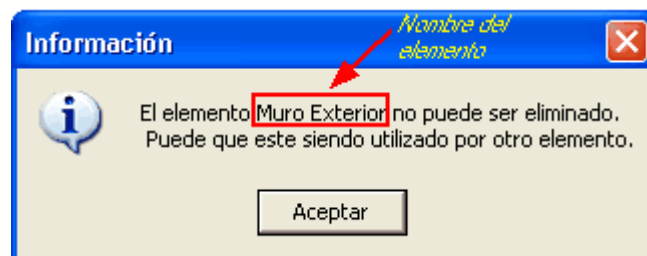 Información
Nombre del
elemento
El elemento Muro Exterior no puede ser eliminado.
Puede que este siendo utilizado por otro elemento.
Aceptar